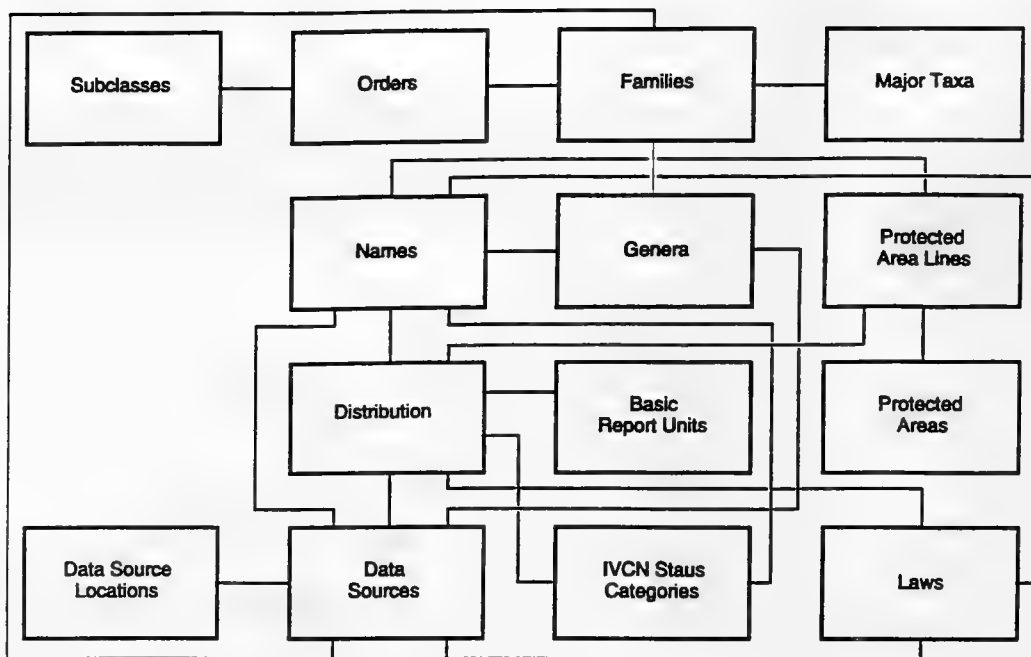 Subclasses
Orders
Families
Major Taxa
Names
Genera
Protected
Area Lines
Distribution
Basic
Report Units
Protected
Areas
Data Source
Locations
Data
Sources
IVCN Staus
Categories
Laws